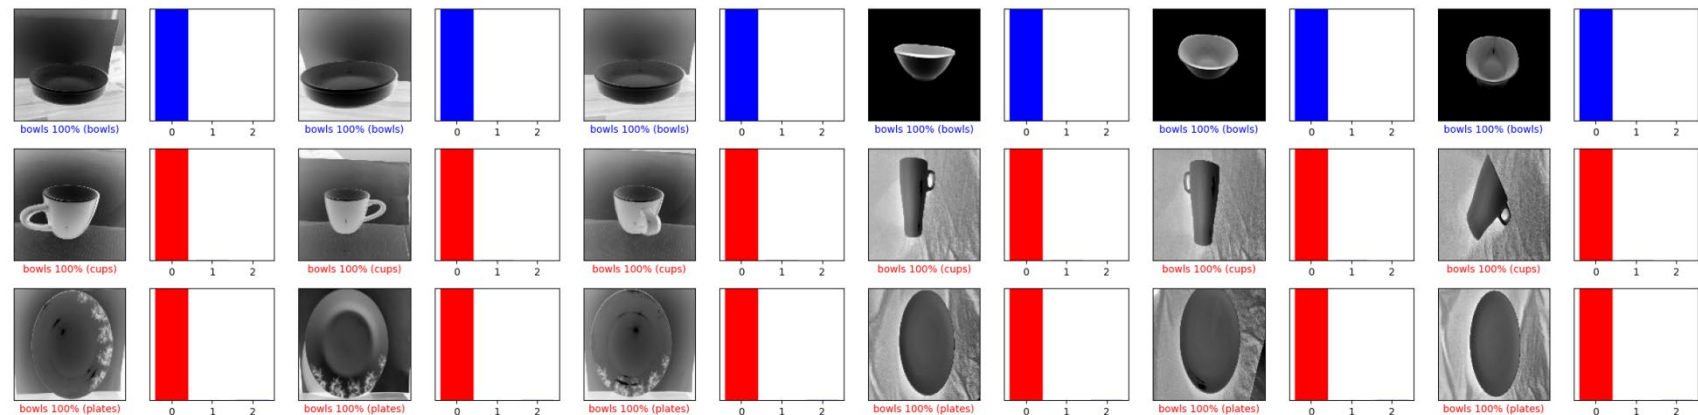 0 1 2 0 1 2 0 1 2 0 1 2 0 1 2 0 1 2
bowls 100% (bowls) bowls 100% (bowls) bowls 100% (bowls) bowls 100% (bowls) bowls 100% (bowls) bowls 100% (bowls)
0 1 2 0 1 2 0 1 2 0 1 2 0 1 2 0 1 2
bowls 100% (cups) bowls 100% (cups) bowls 100% (cups) bowls 100% (cups) bowls 100% (cups) bowls 100% (cups)
0 1 2 0 1 2 0 1 2 0 1 2 0 1 2 0 1 2
bowls 100% (plates) bowls 100% (plates) bowls 100% (plates) bowls 100% (plates) bowls 100% (plates) bowls 100% (plates)